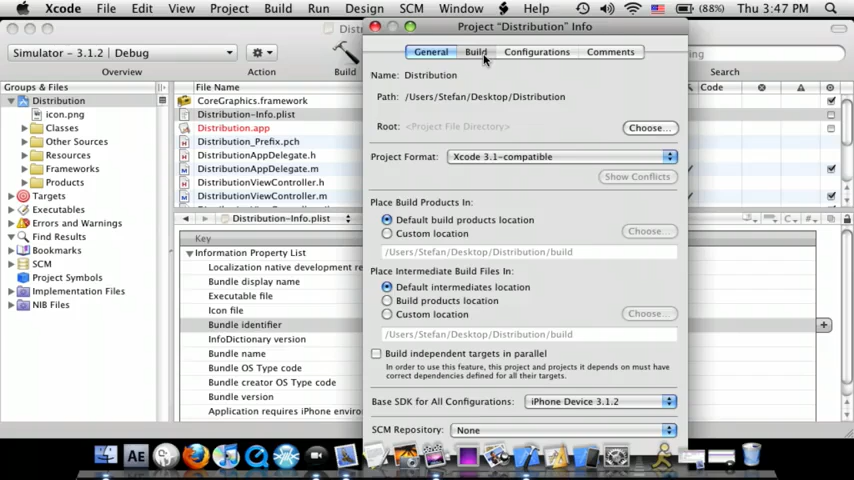 Xcode File Edit View Project Build Run Design SCM Window Help (88%) Thu 3:47 PM
Project "Distribution" Info
Simulator - 3.1.2 | Debug
Overview Action Build Search
General Build Configurations Comments
Groups & Files
Distribution
icon.png
Classes
Other Sources
Resources
Frameworks
Products
Targets
Executables
Errors and Warnings
Find Results
Bookmarks
SCM
Project Symbols
Implementation Files
NIB Files
File Name Code
CoreGraphics.framework
Distribution-Info.plist
Distribution.app
Distribution_Prefix.pch
DistributionAppDelegate.h
DistributionAppDelegate.m
DistributionViewController.h
DistributionViewController.m
Distribution-Info.plist
Key
Information Property List
Localization native development r
Bundle display name
Executable file
Icon file
Bundle identifier
InfoDictionary version
Bundle name
Bundle OS Type code
Bundle creator OS Type code
Bundle version
Application requires iPhone enviro
Name: Distribution
Path: /Users/Stefan/Desktop/Distribution
Root: <Project File Directory> Choose...
Project Format: Xcode 3.1-compatible
Show Conflicts
Place Build Products In:
Default build products location
Custom location Choose...
/Users/Stefan/Desktop/Distribution/build
Place Intermediate Build Files In:
Default intermediates location
Build products location
Custom location Choose...
/Users/Stefan/Desktop/Distribution/build
Build independent targets in parallel
In order to use this feature, this project and projects it depends on must have
correct dependencies defined for all their targets.
Base SDK for All Configurations: iPhone Device 3.1.2
SCM Repository: None
Ae